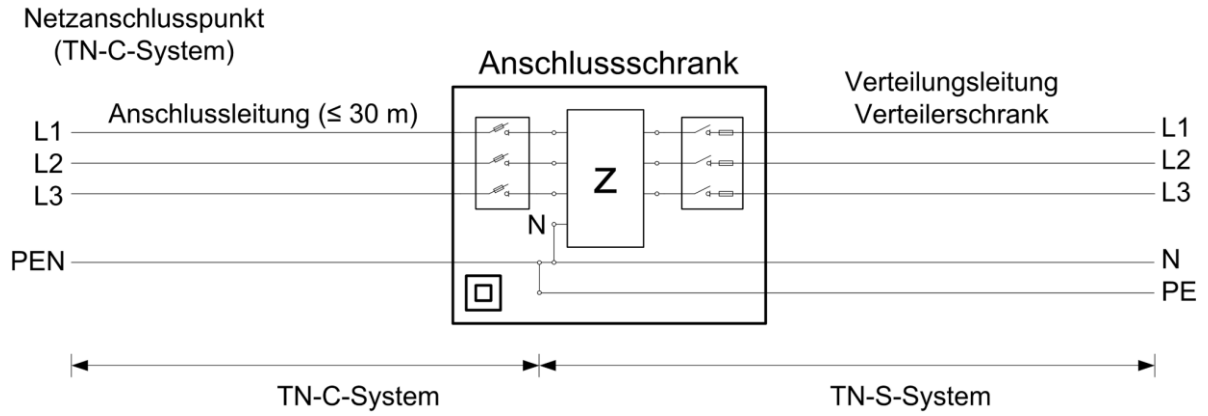 Netzanschlusspunkt
(TN-C-System)
Anschlussschrank
Anschlussleitung (≤ 30 m)
Verteilungsleitung
Verteilerschrank
L1
L1
L2
L2
L3
L3
Z
N
PEN
N
PE
TN-C-System
TN-S-System